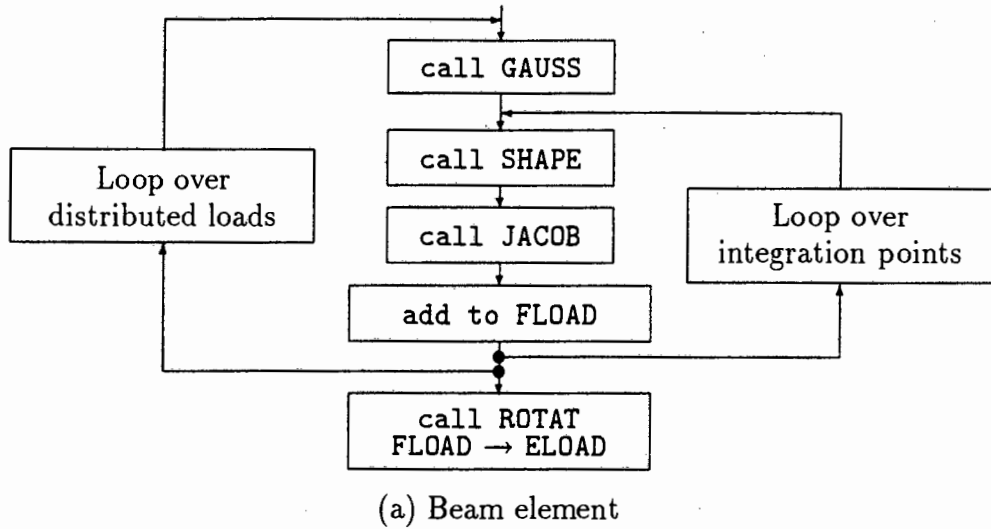 call GAUSS
call SHAPE
Loop over
distributed loads
Loop over
integration points
call JACOB
add to FLOAD
call ROTAT
FLOAD → ELOAD
(a) Beam element